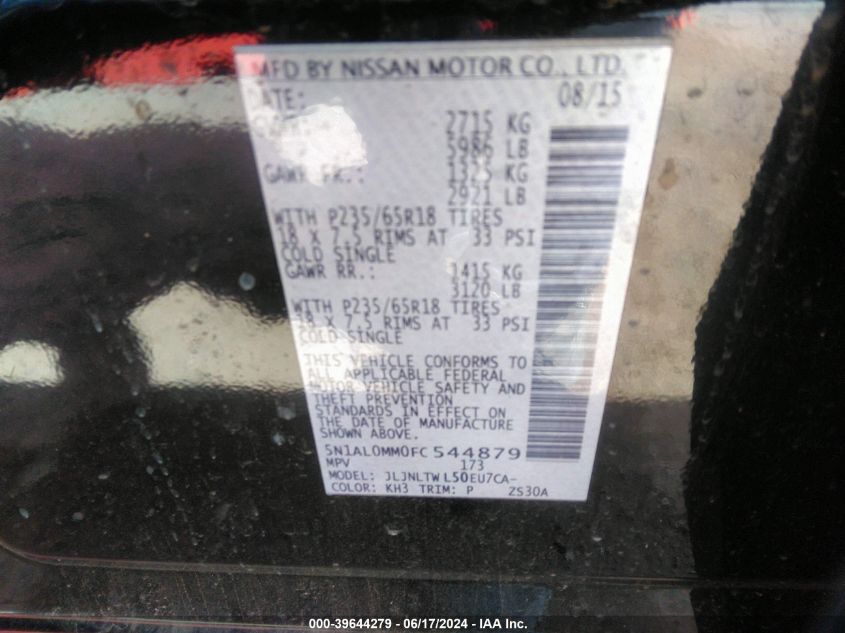 MFD BY NISSAN MOTOR CO., LTD.
DATE: 08/15
2715 KG
5986 LB
GAWR FR.: 1325 KG
2921 LB
WITH P235/65R18 TIRES
18 X 7.5 RIMS AT 33 PSI
COLD SINGLE
GAWR RR.: 1415 KG
3120 LB
WITH P235/65R18 TIRES
18 X 7.5 RIMS AT 33 PSI
COLD SINGLE
THIS VEHICLE CONFORMS TO
ALL APPLICABLE FEDERAL
MOTOR VEHICLE SAFETY AND
THEFT PREVENTION
STANDARDS IN EFFECT ON
THE DATE OF MANUFACTURE
SHOWN ABOVE.
5N1AL0MM0FC544879
MPV 173
MODEL: JLJNLTWL50EU7CA-
COLOR: KH3 TRIM: P ZS30A
000-39644279 - 06/17/2024 - IAA Inc.